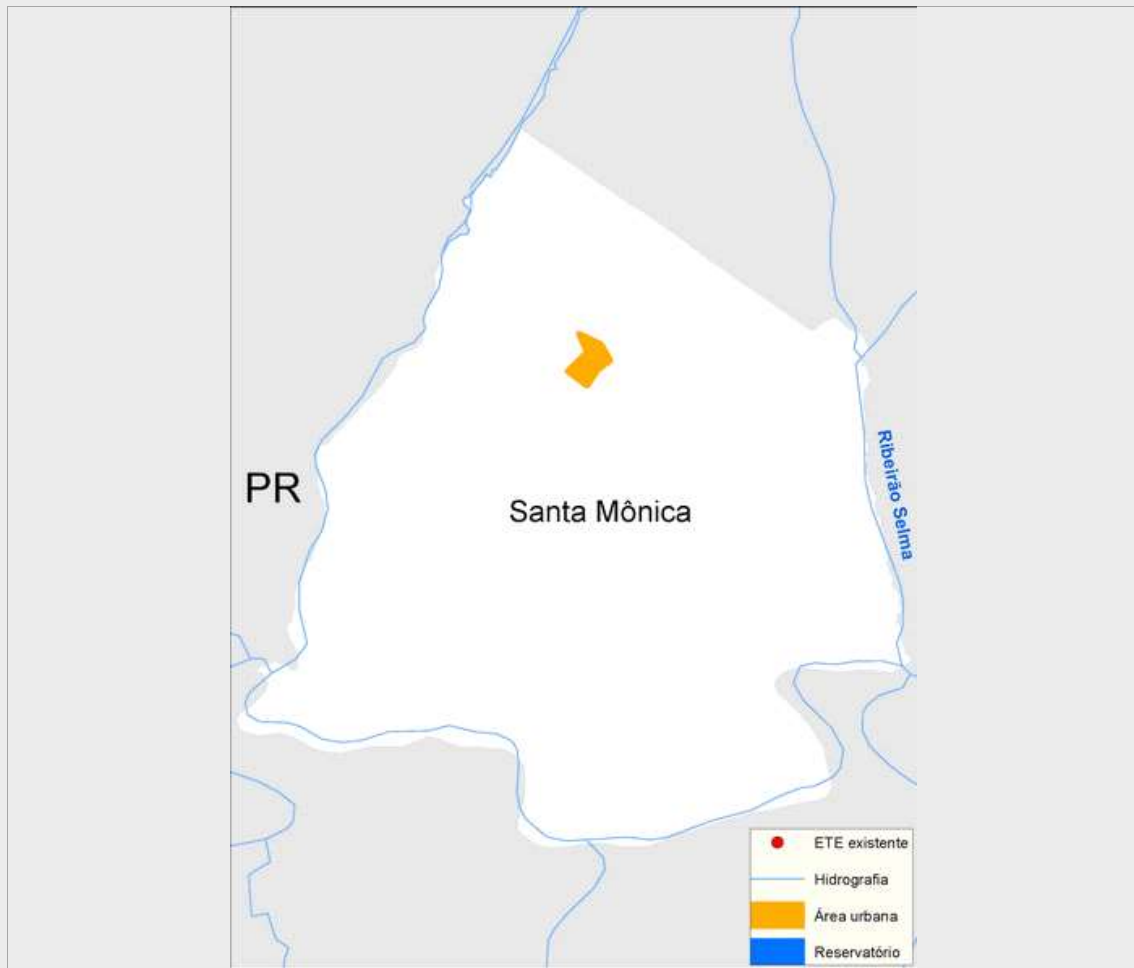 Ribeirão Selma
PR
Santa Mônica
ETE existente
Hidrografia
Área urbana
Reservatório